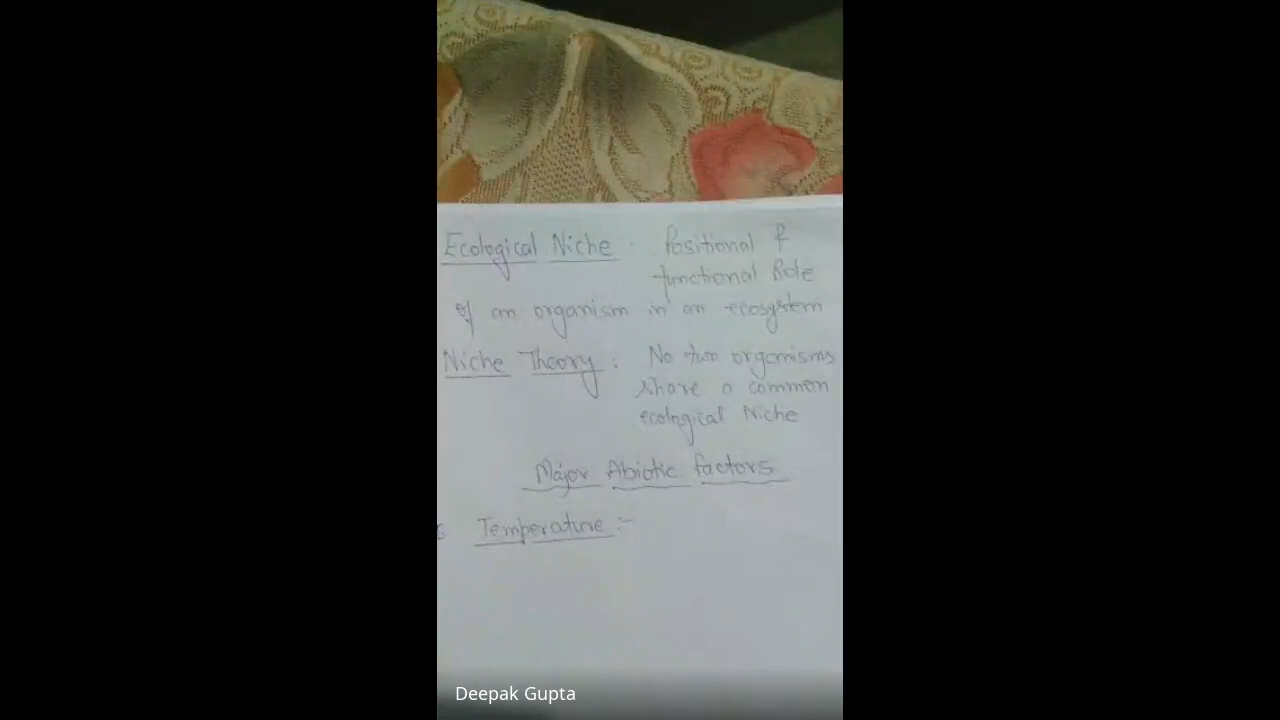 Ecological Niche : Positional &
functional Role
of an organism in an ecosystem
Niche Theory : No two organisms
share a common
ecological Niche
Major Abiotic factors
Temperature :-
Deepak Gupta